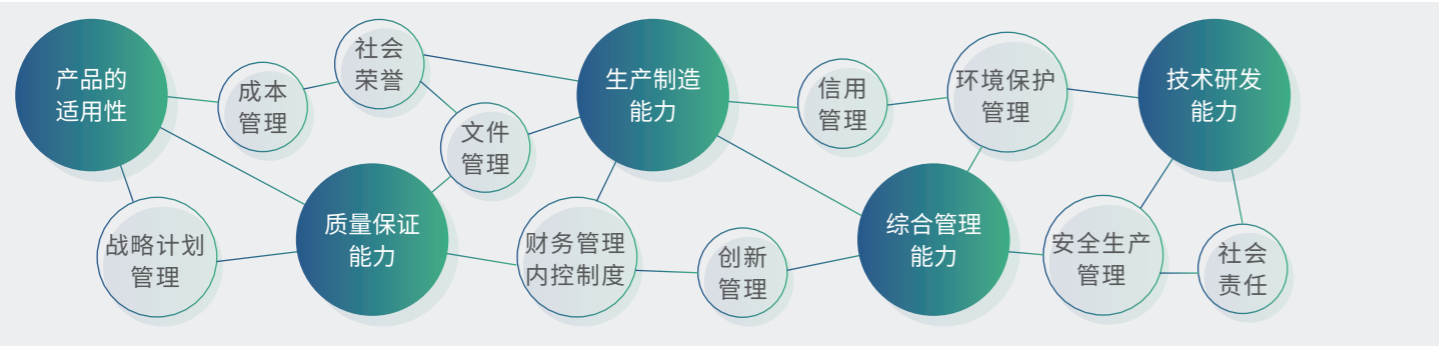 产品的
适用性
成本
管理
社会
荣誉
文件
管理
战略计划
管理
质量保证
能力
生产制造
能力
财务管理
内控制度
创新
管理
信用
管理
环境保护
管理
综合管理
能力
技术研发
能力
安全生产
管理
社会
责任